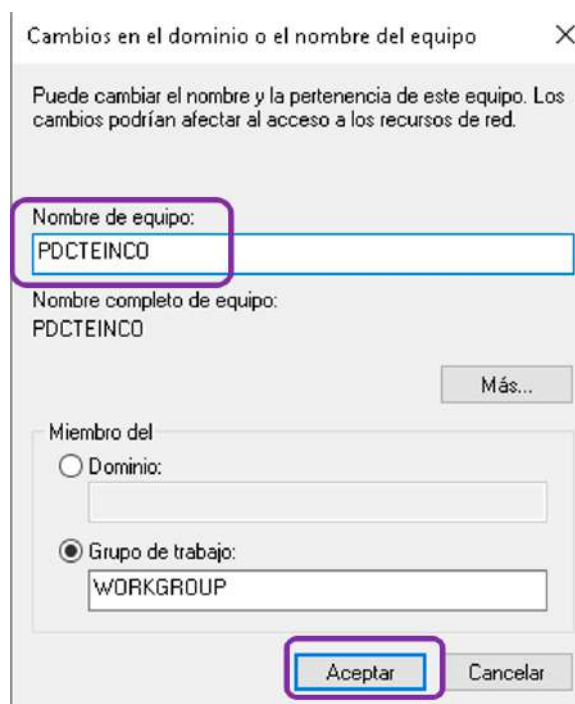 Cambios en el dominio o el nombre del equipo
Puede cambiar el nombre y la pertenencia de este equipo. Los
cambios podrían afectar al acceso a los recursos de red.
Nombre de equipo:
PDCTEINCO
Nombre completo de equipo:
PDCTEINCO
Más...
Miembro del
Dominio:
Grupo de trabajo:
WORKGROUP
Aceptar
Cancelar